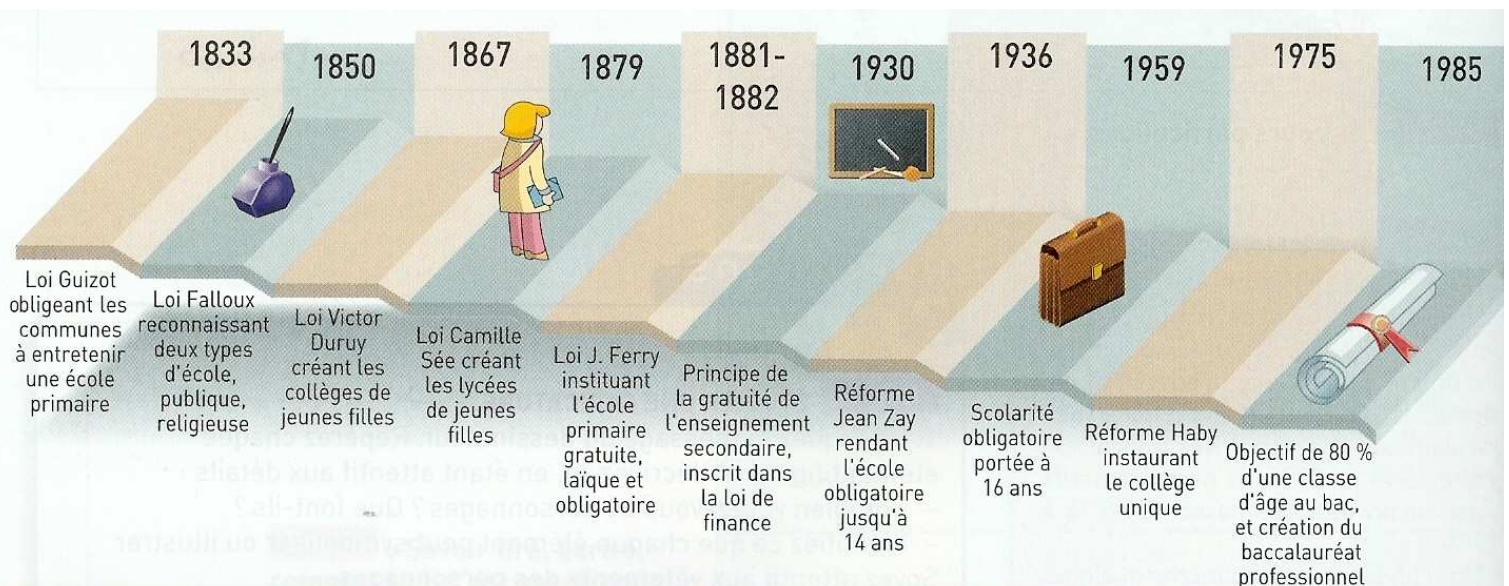 1833
1850
1867
1879
1881-
1882
1930
1936
1959
1975
1985
Loi Guizot
obligeant les
communes
à entretenir
une école
primaire
Loi Falloux
reconnaissant
deux types
d'école,
publique,
religieuse
Loi Victor
Duruy
créant les
collèges de
jeunes filles
Loi Camille
Sée créant
les lycées
de jeunes
filles
Loi J. Ferry
instituant
l'école
primaire
gratuite,
laïque et
obligatoire
Principe de
la gratuité de
l'enseignement
secondaire,
inscrit dans
la loi de
finance
Réforme
Jean Zay
rendant
l'école
obligatoire
jusqu'à
14 ans
Scolarité
obligatoire
portée à
16 ans
Réforme Haby
instaurant
le collège
unique
Objectif de 80 %
d'une classe
d'âge au bac,
et création du
baccalauréat
professionnel